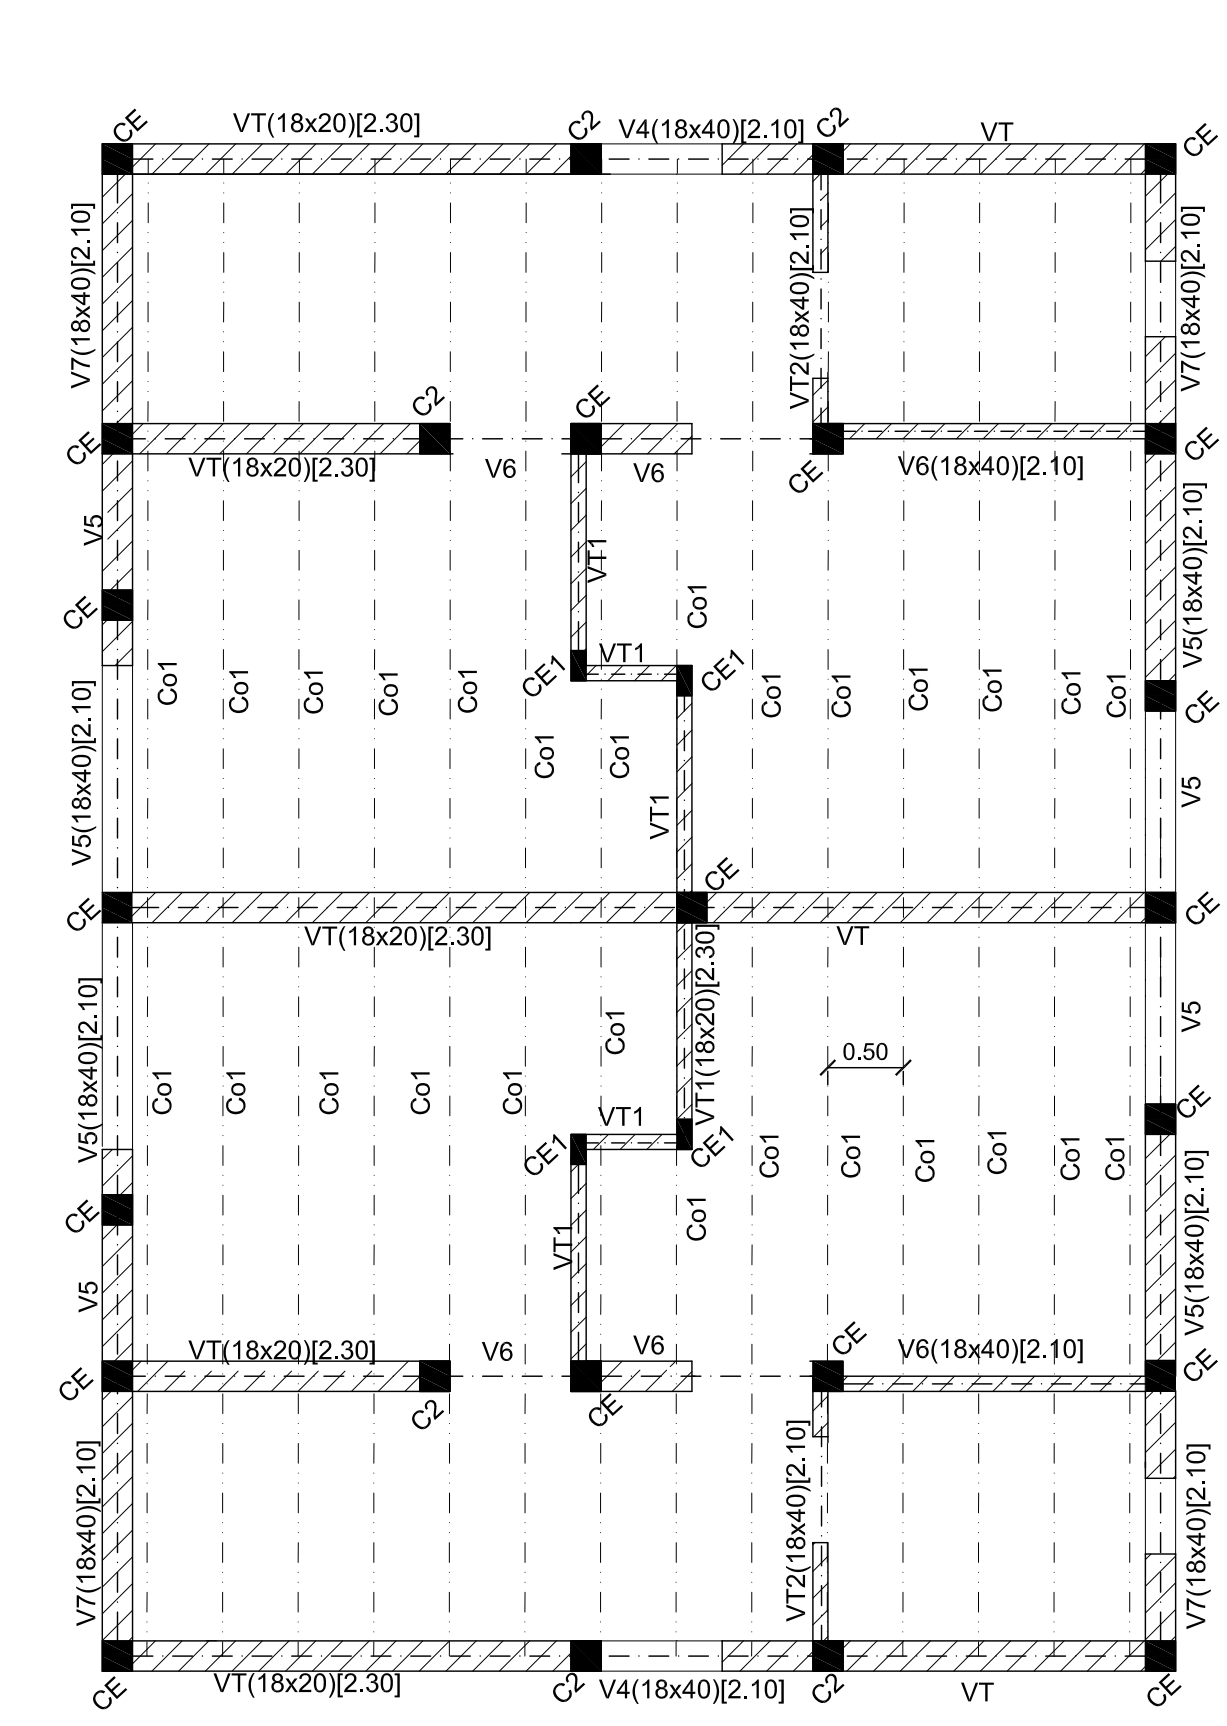 CE
VT(18x20)[2.30]
C2
V4(18x40)[2.10]
C2
VT
CE
V7(18x40)[2.10]
VT2(18x40)[2.10]
V7(18x40)[2.10]
C2
CE
CE
VT(18x20)[2.30]
V6
V6
CE
V6(18x40)[2.10]
CE
V5
VT1
V5(18x40)[2.10]
CE
Co1
VT1
CE1
CE1
Co1
Co1
Co1
Co1
Co1
Co1
Co1
Co1
Co1
Co1
Co1
CE
V5(18x40)[2.10]
Co1
Co1
VT1
V5
CE
CE
CE
VT(18x20)[2.30]
VT
V5(18x40)[2.10]
Co1
VT1(18x20)[2.30]
V5
0.50
Co1
Co1
Co1
Co1
Co1
CE
VT1
CE1
CE1
Co1
Co1
Co1
Co1
Co1
Co1
CE
Co1
VT1
V5(18x40)[2.10]
V5
VT(18x20)[2.30]
V6
V6
CE
V6(18x40)[2.10]
CE
CE
C2
CE
V7(18x40)[2.10]
VT2(18x40)[2.10]
V7(18x40)[2.10]
CE
VT(18x20)[2.30]
C2
V4(18x40)[2.10]
C2
VT
CE